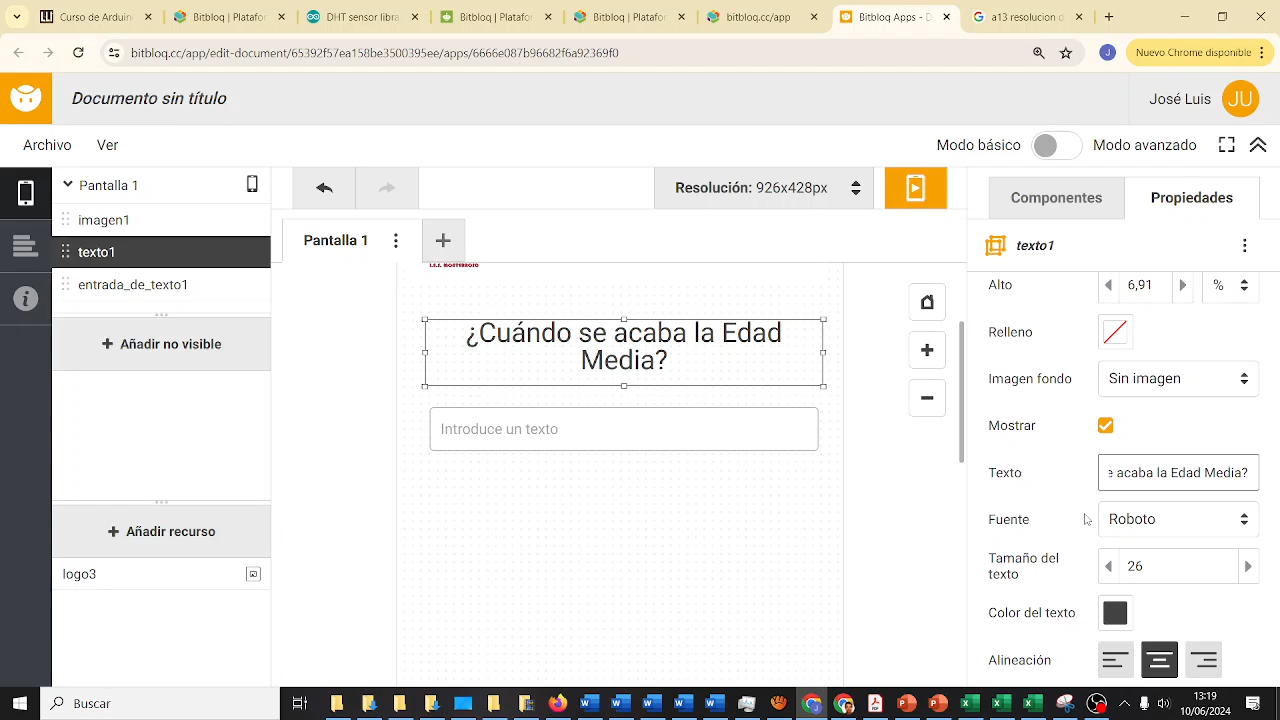 Curso de Arduino
Bitbloq | Platafor
DHT sensor libra
Bitbloq | Platefor
Bitbloq | Platafor
bitbloq.cc/app
Bitbloq Apps - D
a13 resolucion d
bitbloq.cc/app/edit-document/65392f57ea158be3500395ee/apps/6666e087b96682f6a92369f0
J
Nuevo Chrome disponible
Documento sin título
José Luis
JU
Archivo
Ver
Modo básico
Modo avanzado
Pantalla 1
imagen1
texto1
entrada_de_texto1
Añadir no visible
Añadir recurso
logo3
Resolución: 926x428px
Pantalla 1
I.E.S. MONTERROSO
¿Cuándo se acaba la Edad
Media?
Introduce un texto
Componentes
Propiedades
texto1
Alto
6,91
%
Relleno
Imagen fondo
Sin imagen
Mostrar
Texto
e acaba la Edad Media?
Fuente
Roboto
Tamaño del
texto
26
Color del texto
Alineación
Buscar
13:19
10/06/2024